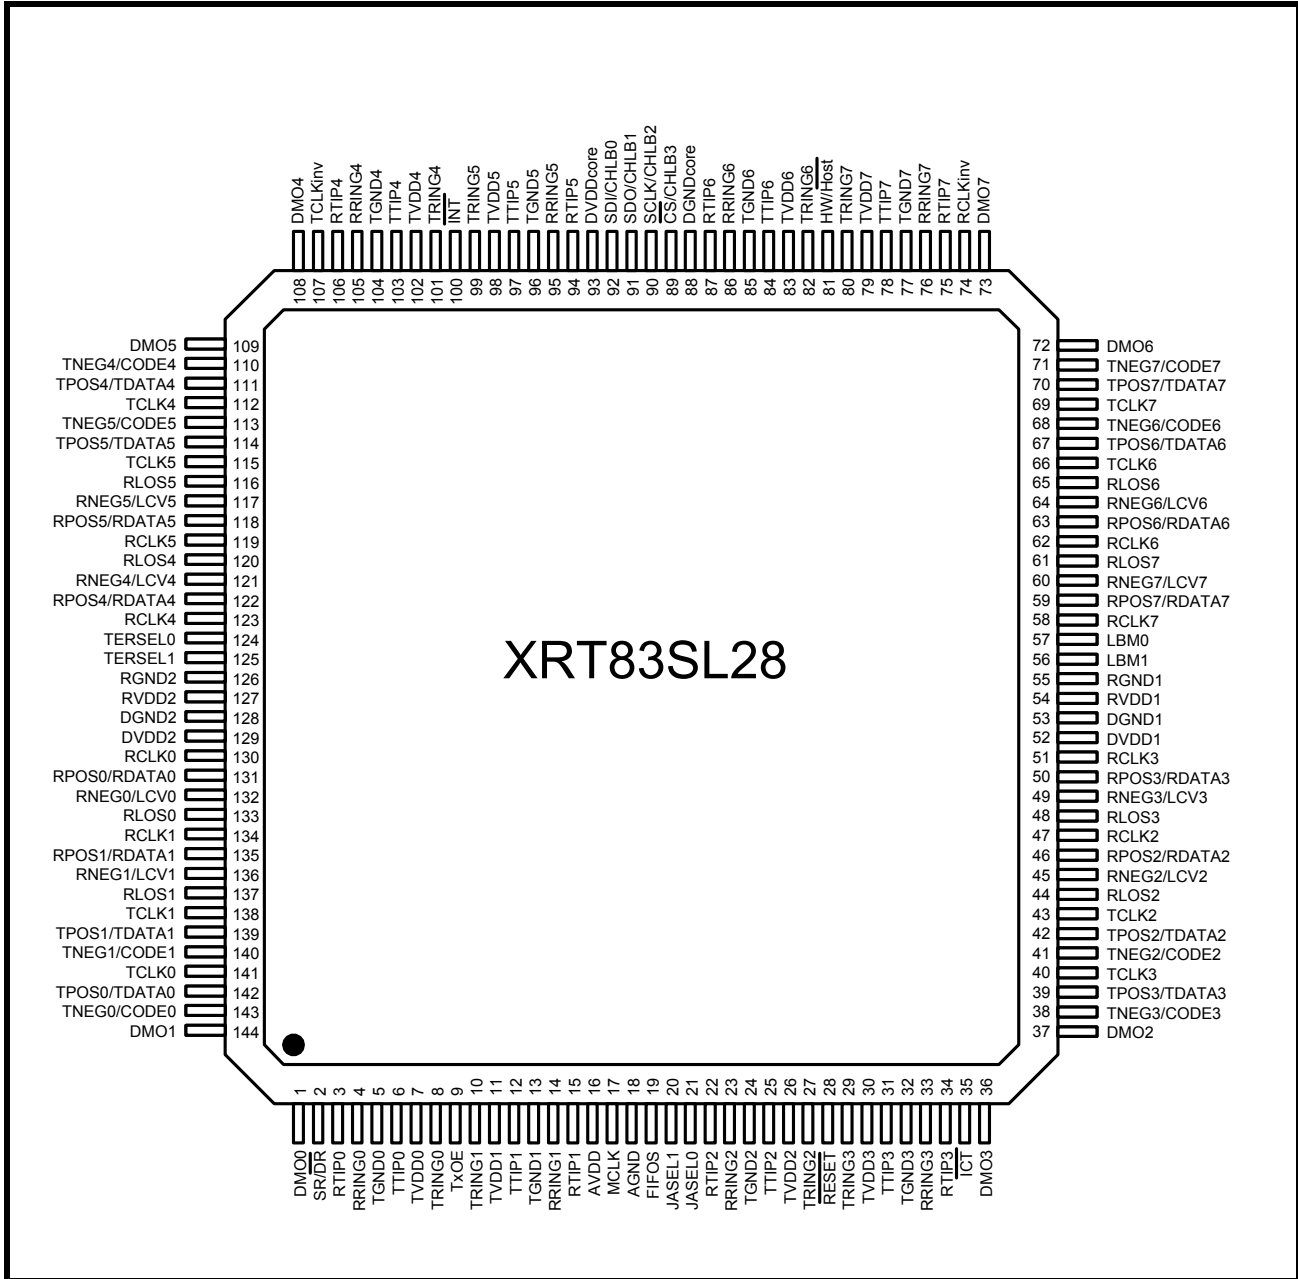 DMO4
TCLKinv
RTIP4
RRING4
TGND4
TTIP4
TVDD4
TRING4
INT
TRING5
TVDD5
TTIP5
TGND5
RRING5
RTIP5
DVDDcore
SDI/CHLB0
SDO/CHLB1
SCLK/CHLB2
CS/CHLB3
DGNDcore
RTIP6
RRING6
TGND6
TTIP6
TVDD6
TRING6
HW/Host
TRING7
TVDD7
TTIP7
TGND7
RRING7
RTIP7
RCLKinv
DMO7
108
107
106
105
104
103
102
101
100
99
98
97
96
95
94
93
92
91
90
89
88
87
86
85
84
83
82
81
80
79
78
77
76
75
74
73
DMO5 109
TNEG4/CODE4 110
TPOS4/TDATA4 111
TCLK4 112
TNEG5/CODE5 113
TPOS5/TDATA5 114
TCLK5 115
RLOS5 116
RNEG5/LCV5 117
RPOS5/RDATA5 118
RCLK5 119
RLOS4 120
RNEG4/LCV4 121
RPOS4/RDATA4 122
RCLK4 123
TERSEL0 124
TERSEL1 125
RGND2 126
RVDD2 127
DGND2 128
DVDD2 129
RCLK0 130
RPOS0/RDATA0 131
RNEG0/LCV0 132
RLOS0 133
RCLK1 134
RPOS1/RDATA1 135
RNEG1/LCV1 136
RLOS1 137
TCLK1 138
TPOS1/TDATA1 139
TNEG1/CODE1 140
TCLK0 141
TPOS0/TDATA0 142
TNEG0/CODE0 143
DMO1 144
XRT83SL28
72 DMO6
71 TNEG7/CODE7
70 TPOS7/TDATA7
69 TCLK7
68 TNEG6/CODE6
67 TPOS6/TDATA6
66 TCLK6
65 RLOS6
64 RNEG6/LCV6
63 RPOS6/RDATA6
62 RCLK6
61 RLOS7
60 RNEG7/LCV7
59 RPOS7/RDATA7
58 RCLK7
57 LBM0
56 LBM1
55 RGND1
54 RVDD1
53 DGND1
52 DVDD1
51 RCLK3
50 RPOS3/RDATA3
49 RNEG3/LCV3
48 RLOS3
47 RCLK2
46 RPOS2/RDATA2
45 RNEG2/LCV2
44 RLOS2
43 TCLK2
42 TPOS2/TDATA2
41 TNEG2/CODE2
40 TCLK3
39 TPOS3/TDATA3
38 TNEG3/CODE3
37 DMO2
1
2
3
4
5
6
7
8
9
10
11
12
13
14
15
16
17
18
19
20
21
22
23
24
25
26
27
28
29
30
31
32
33
34
35
36
DMO0
SR/DR
RTIP0
RRING0
TGND0
TTIP0
TVDD0
TRING0
TxOE
TRING1
TVDD1
TTIP1
TGND1
RRING1
RTIP1
AVDD
MCLK
AGND
FIFOS
JASEL1
JASEL0
RTIP2
RRING2
TGND2
TTIP2
TVDD2
TRING2
RESET
TRING3
TVDD3
TTIP3
TGND3
RRING3
RTIP3
ICT
DMO3